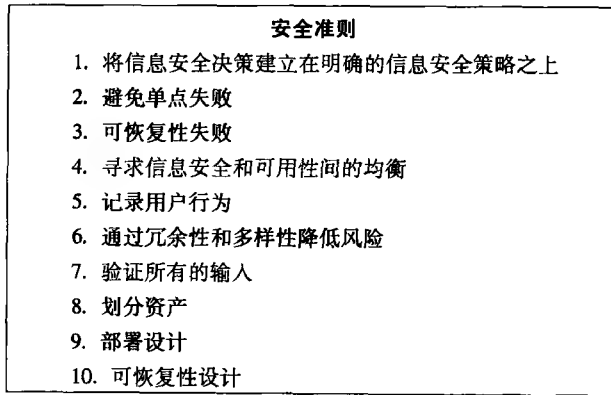 安全准则
1. 将信息安全决策建立在明确的信息安全策略之上
2. 避免单点失败
3. 可恢复性失败
4. 寻求信息安全和可用性间的均衡
5. 记录用户行为
6. 通过冗余性和多样性降低风险
7. 验证所有的输入
8. 划分资产
9. 部署设计
10. 可恢复性设计